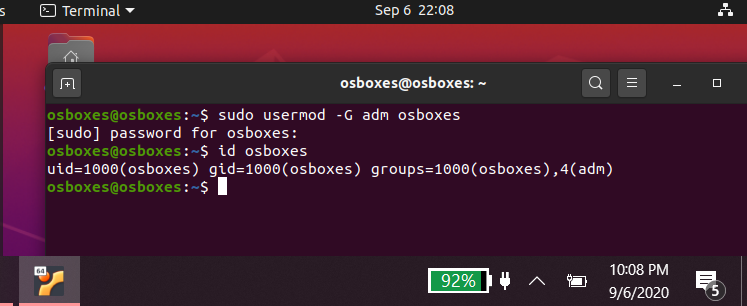 s Terminal Sep 6 22:08
osboxes@osboxes: ~
osboxes@osboxes:~$ sudo usermod -G adm osboxes
[sudo] password for osboxes:
osboxes@osboxes:~$ id osboxes
uid=1000(osboxes) gid=1000(osboxes) groups=1000(osboxes),4(adm)
osboxes@osboxes:~$
64
92%
10:08 PM
9/6/2020
5